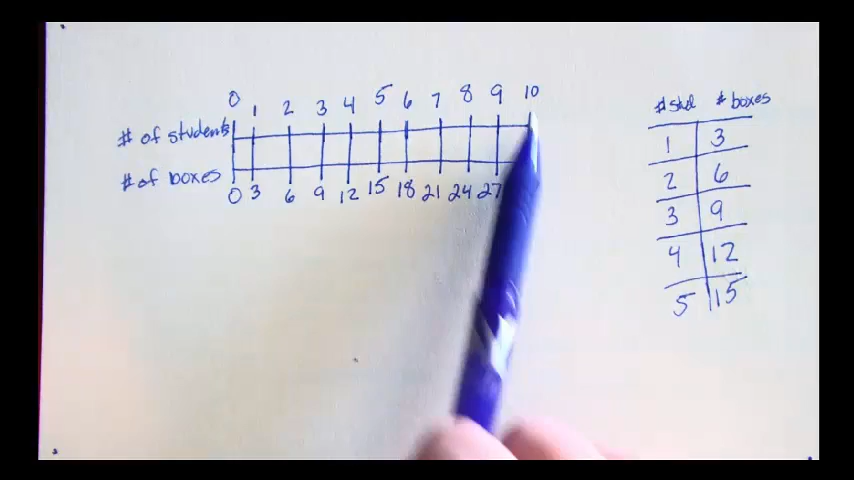 0 1 2 3 4 5 6 7 8 9 10
# of students
# of boxes
0 3 6 9 12 15 18 21 24 27
# std # boxes
1 3
2 6
3 9
4 12
5 15